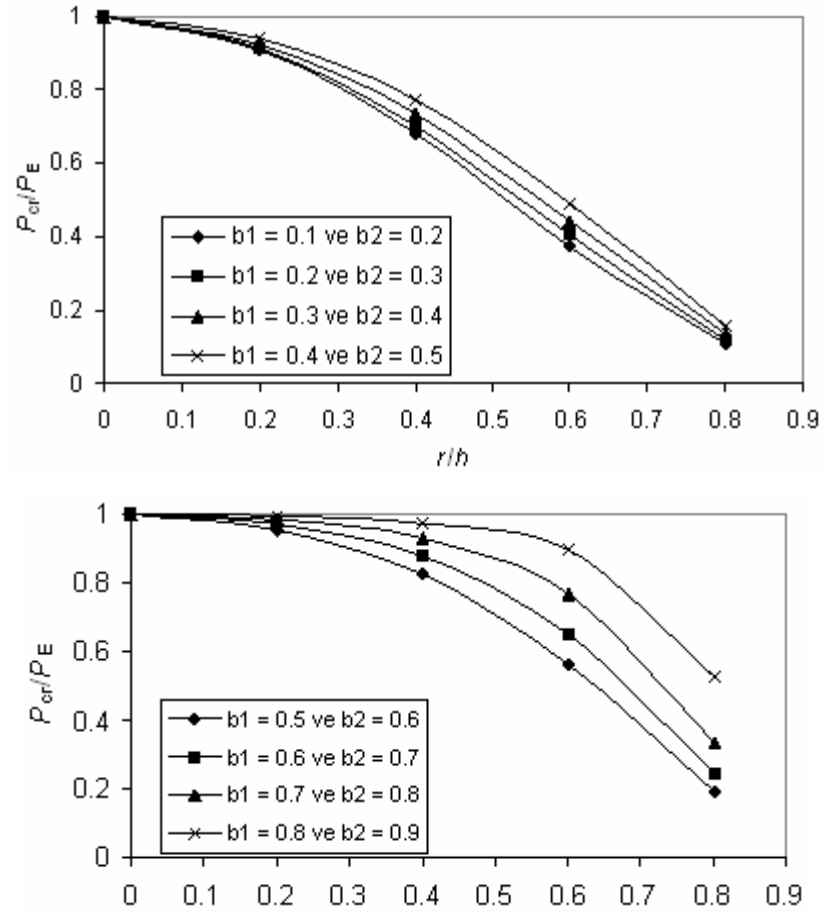 1
0.8
0.6
0.4
0.2
0
Pcr/PE
b1 = 0.1 ve b2 = 0.2
b1 = 0.2 ve b2 = 0.3
b1 = 0.3 ve b2 = 0.4
b1 = 0.4 ve b2 = 0.5
0 0.1 0.2 0.3 0.4 0.5 0.6 0.7 0.8 0.9
r/h
1
0.8
0.6
0.4
0.2
0
Pcr/PE
b1 = 0.5 ve b2 = 0.6
b1 = 0.6 ve b2 = 0.7
b1 = 0.7 ve b2 = 0.8
b1 = 0.8 ve b2 = 0.9
0 0.1 0.2 0.3 0.4 0.5 0.6 0.7 0.8 0.9